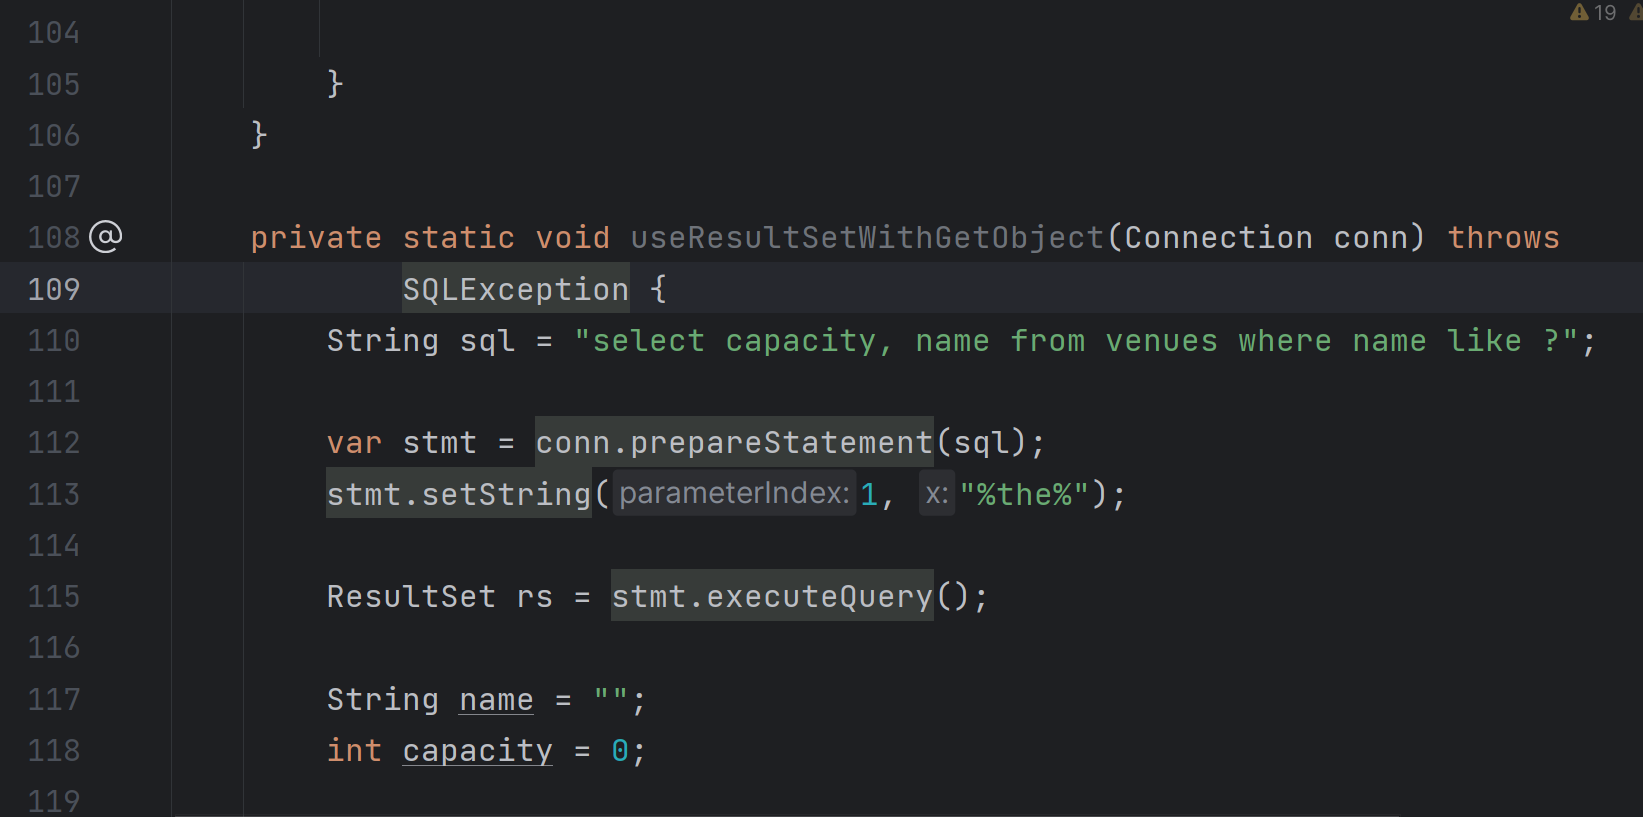 19
104
105 }
106 }
107
108 @ private static void useResultSetWithGetObject(Connection conn) throws
109 SQLException {
110 String sql = "select capacity, name from venues where name like ?";
111
112 var stmt = conn.prepareStatement(sql);
113 stmt.setString( parameterIndex: 1, x: "%the%");
114
115 ResultSet rs = stmt.executeQuery();
116
117 String name = "";
118 int capacity = 0;
119